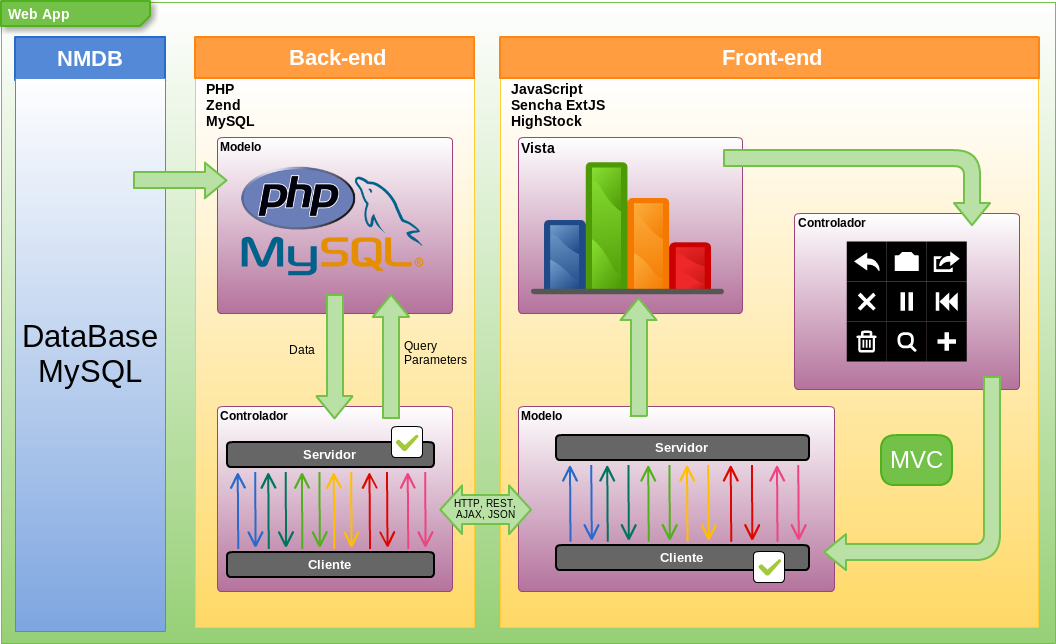 Web App
NMDB
DataBase
MySQL
Back-end
PHP
Zend
MySQL
Modelo
php
MySQL®
Data
Query
Parameters
Controlador
Servidor
Cliente
HTTP, REST,
AJAX, JSON
Front-end
JavaScript
Sencha ExtJS
HighStock
Vista
Controlador
Modelo
Servidor
Cliente
MVC